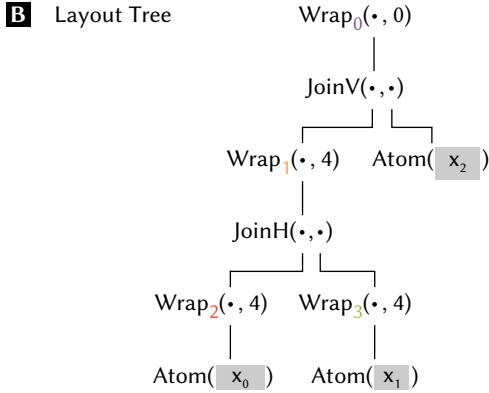 B Layout Tree
Wrap₀(•, 0)
JoinV(•,•)
Wrap₁(•, 4) Atom( x₂ )
JoinH(•,•)
Wrap₂(•, 4) Wrap₃(•, 4)
Atom( x₀ ) Atom( x₁ )